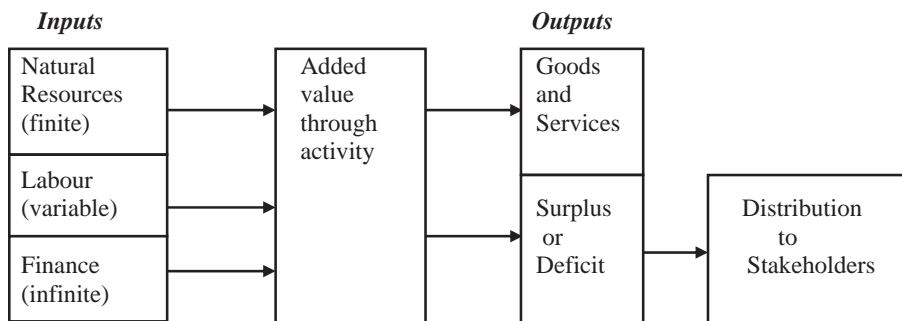 Inputs
Outputs
Natural
Resources
(finite)
Labour
(variable)
Finance
(infinite)
Added
value
through
activity
Goods
and
Services
Surplus
or
Deficit
Distribution
to
Stakeholders